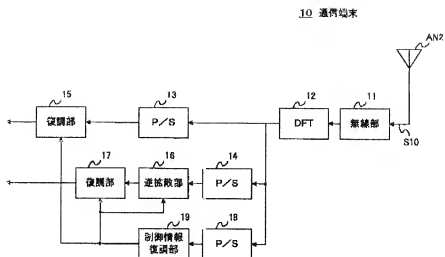 10 通信端末
AN2
15
復調部
13
P/S
12
DFT
11
無線部
S10
17
復調部
16
逆拡散部
14
P/S
19
制御情報
復調部
18
P/S